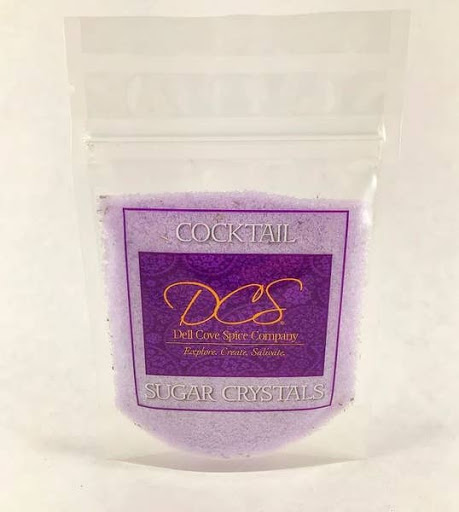 COCKTAIL
DCS
Dell Cove Spice Company
Explore. Create. Salivate.
SUGAR CRYSTALS